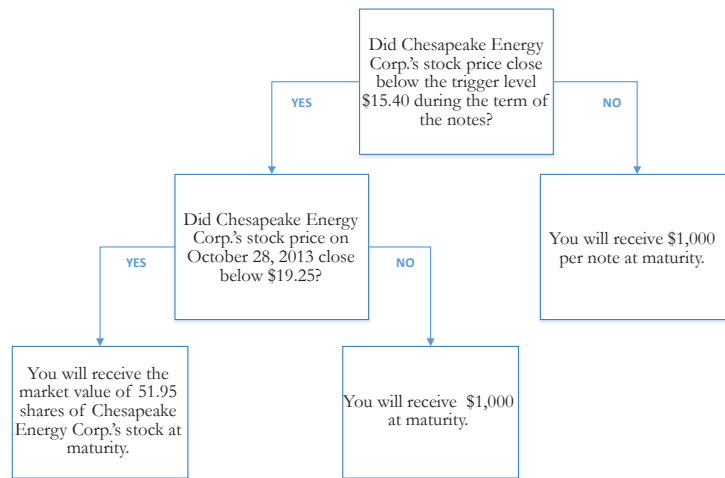 Did Chesapeake Energy
Corp.'s stock price close
below the trigger level
$15.40 during the term of
the notes?
YES
NO
Did Chesapeake Energy
Corp.'s stock price on
October 28, 2013 close
below $19.25?
You will receive $1,000
per note at maturity.
YES
NO
You will receive the
market value of 51.95
shares of Chesapeake
Energy Corp.'s stock at
maturity.
You will receive $1,000
at maturity.